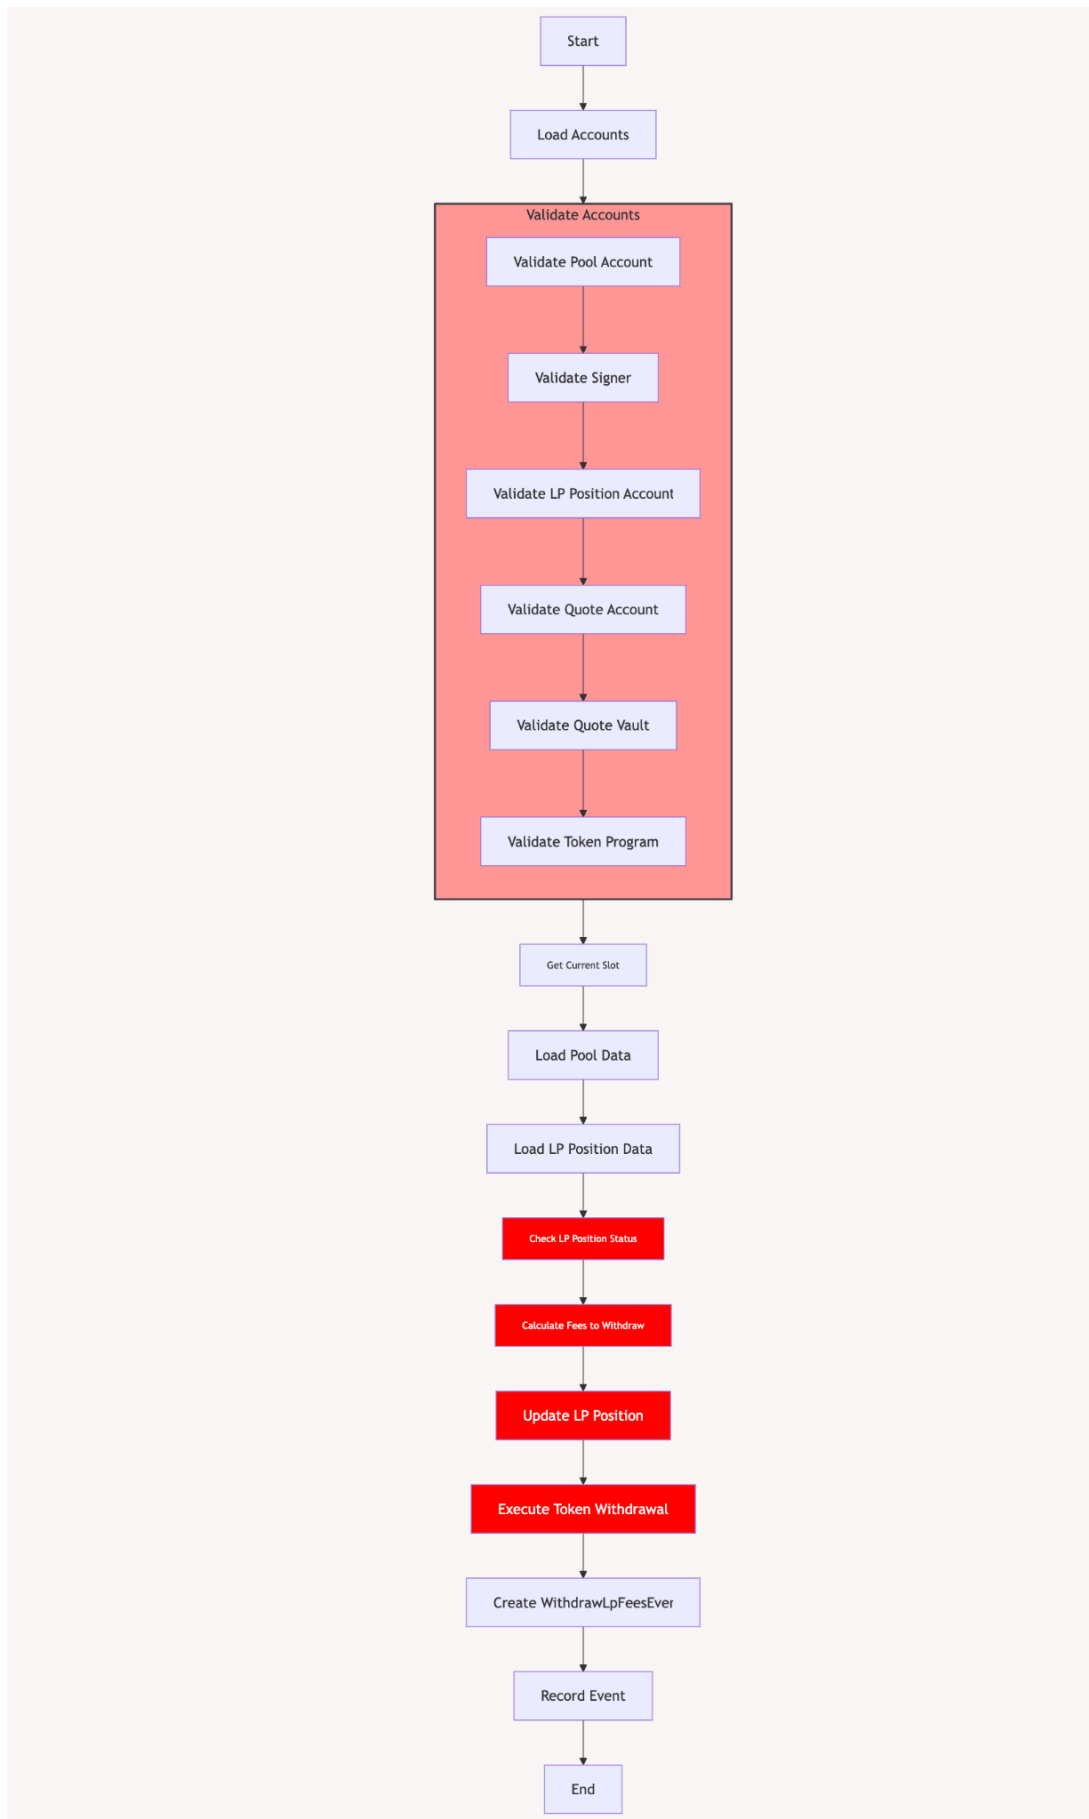 Start
Load Accounts
Validate Accounts
Validate Pool Account
Validate Signer
Validate LP Position Account
Validate Quote Account
Validate Quote Vault
Validate Token Program
Get Current Slot
Load Pool Data
Load LP Position Data
Check LP Position Status
Calculate Fees to Withdraw
Update LP Position
Execute Token Withdrawal
Create WithdrawLpFeesEver
Record Event
End